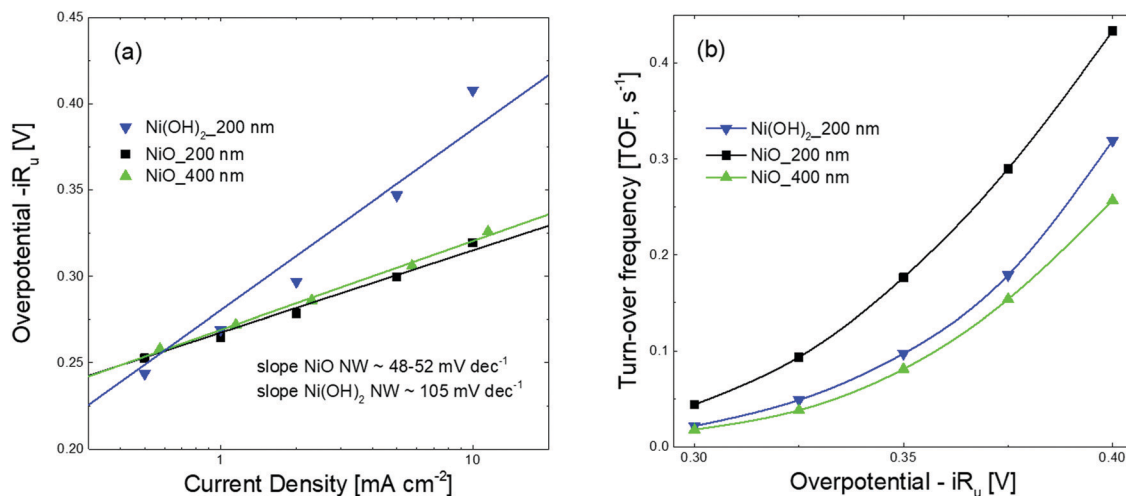 (a)
0.45
0.40
0.35
0.30
0.25
0.20
Overpotential -iRᵤ [V]
Ni(OH)₂_200 nm
NiO_200 nm
NiO_400 nm
slope NiO NW ~ 48-52 mV dec⁻¹
slope Ni(OH)₂ NW ~ 105 mV dec⁻¹
1
10
Current Density [mA cm⁻²]
(b)
0.4
0.3
0.2
0.1
0.0
Turn-over frequency [TOF, s⁻¹]
Ni(OH)₂_200 nm
NiO_200 nm
NiO_400 nm
0.30
0.35
0.40
Overpotential - iRᵤ [V]